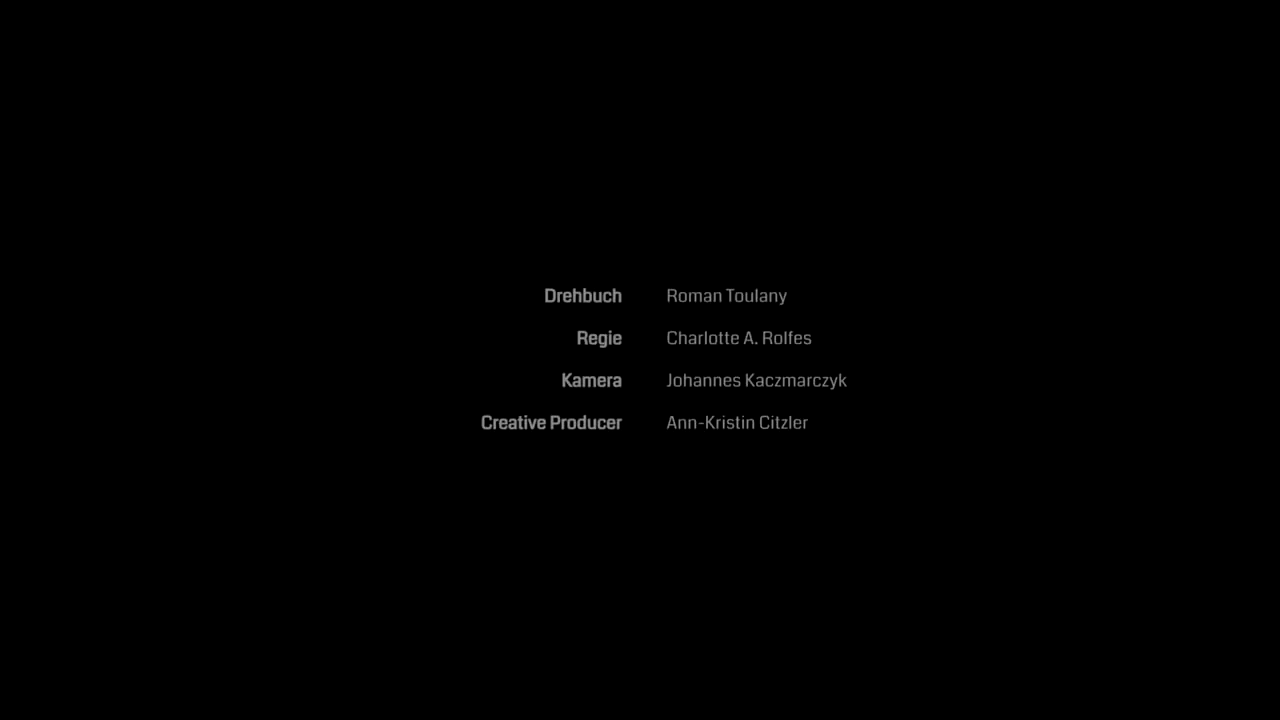 Drehbuch Roman Toulany
Regie Charlotte A. Rolfes
Kamera Johannes Kaczmarczyk
Creative Producer Ann-Kristin Citzler